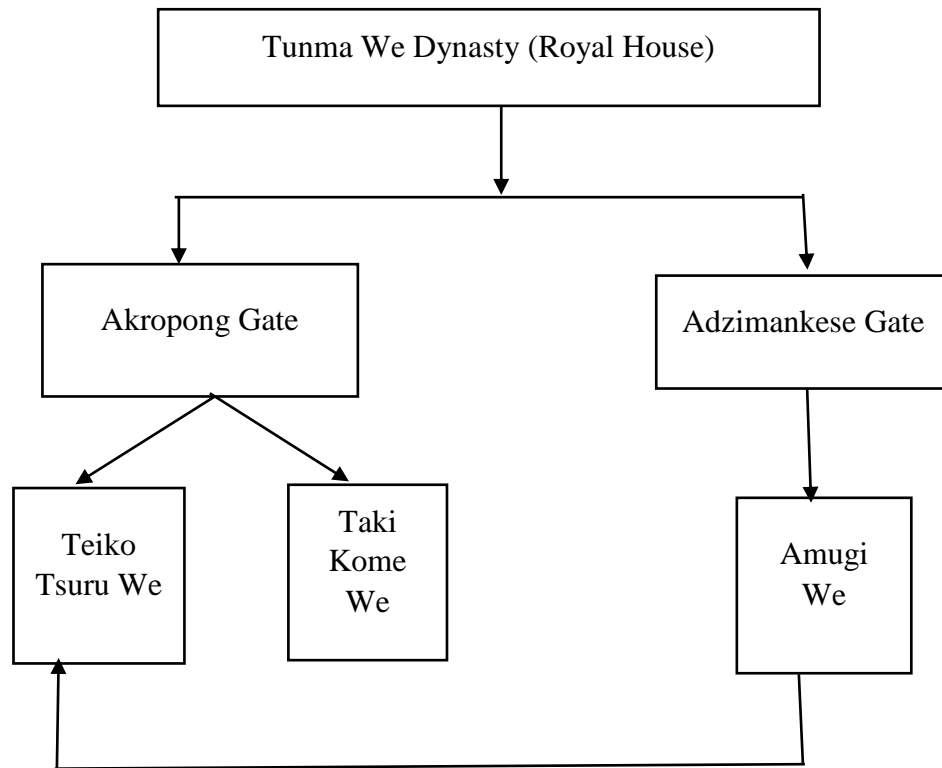 Tunma We Dynasty (Royal House)
Akropong Gate
Adzimankese Gate
Teiko
Tsuru We
Taki
Kome
We
Amugi
We